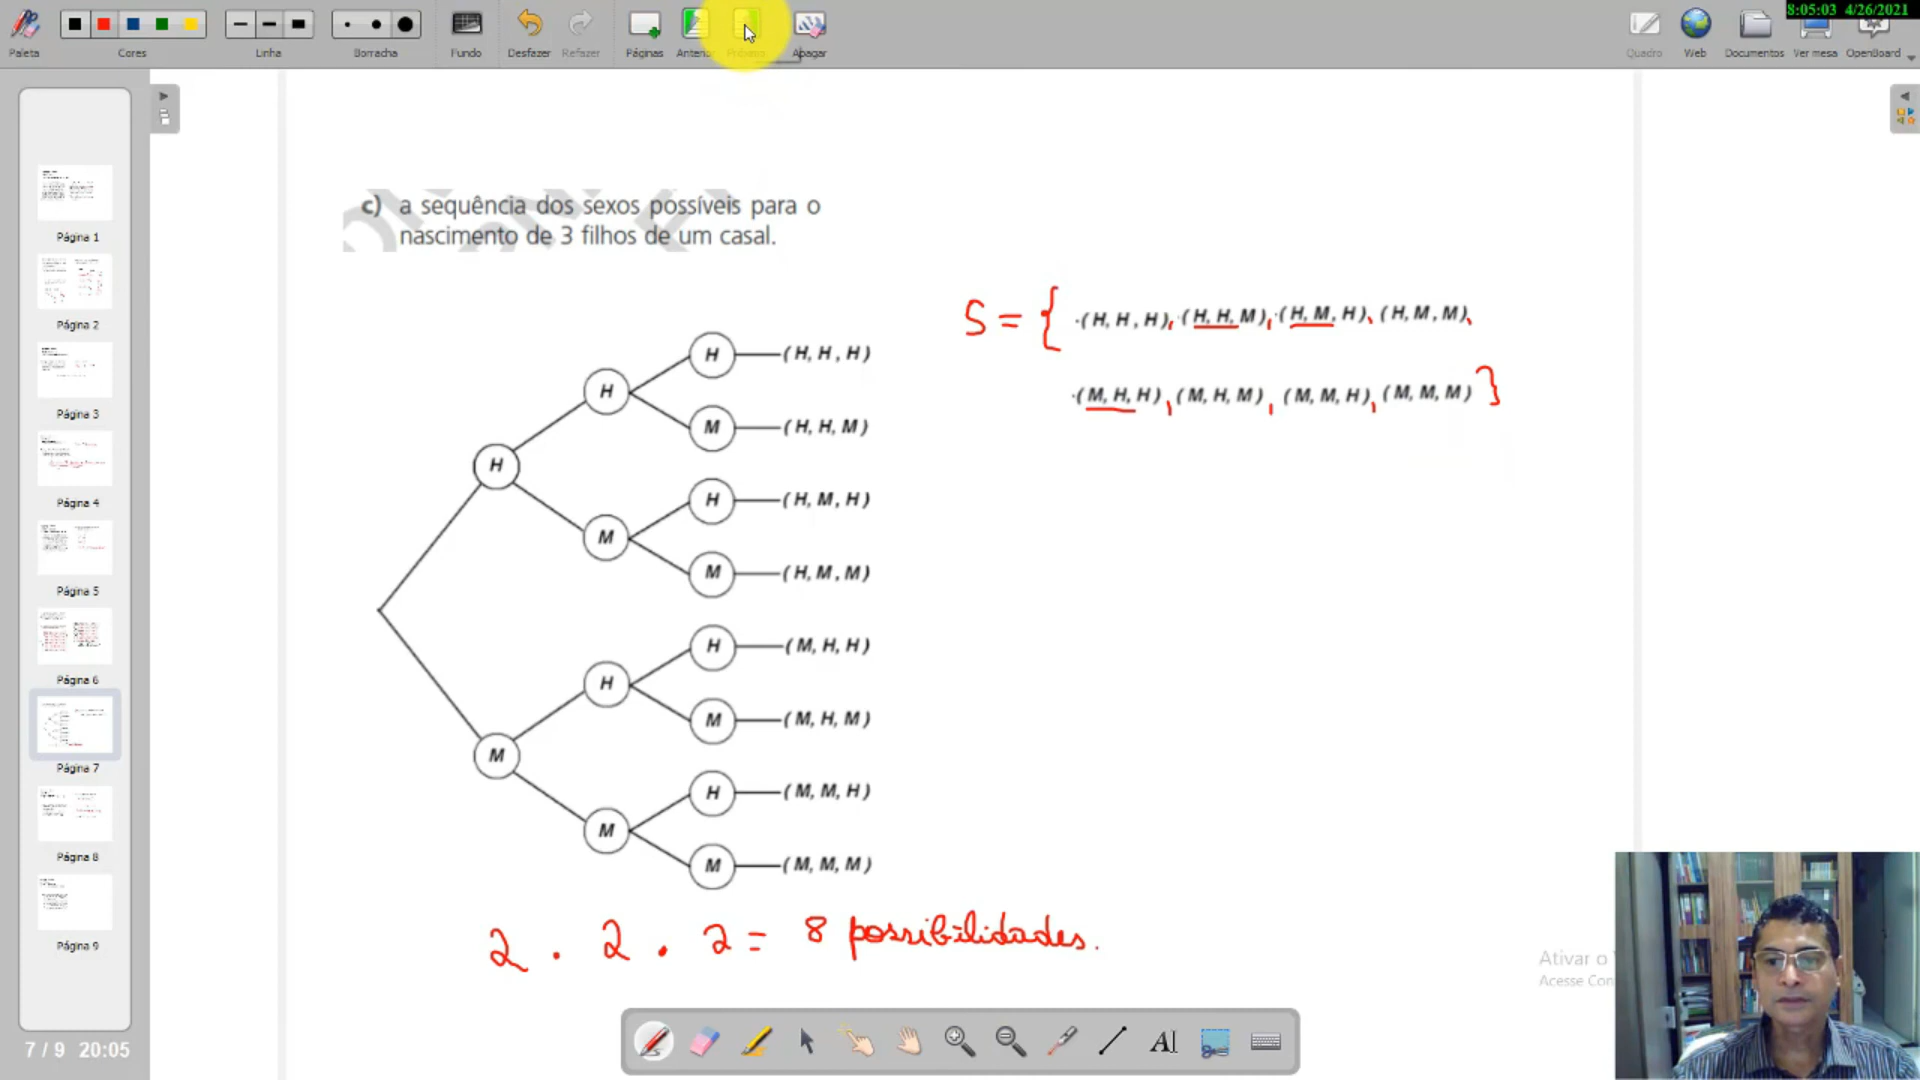 8:05:03 4/26/2021
Paleta
Cores
Linha
Borracha
Fundo
Desfazer
Refazer
Páginas
Apagar
Quadro
Web
Documentos
Ver mesa
OpenBoard
c) a sequência dos sexos possíveis para o
nascimento de 3 filhos de um casal.
S = { (H, H, H), (H, H, M), (H, M, H), (H, M, M),
(M, H, H), (M, H, M), (M, M, H), (M, M, M) }
H
M
H
M
H
M
H
M
H
M
H
M
H
M
(H, H, H)
(H, H, M)
(H, M, H)
(H, M, M)
(M, H, H)
(M, H, M)
(M, M, H)
(M, M, M)
2 . 2 . 2 = 8 possibilidades.
Página 1
Página 2
Página 3
Página 4
Página 5
Página 6
Página 7
Página 8
Página 9
7 / 9 20:05
Ativar o
Acesse